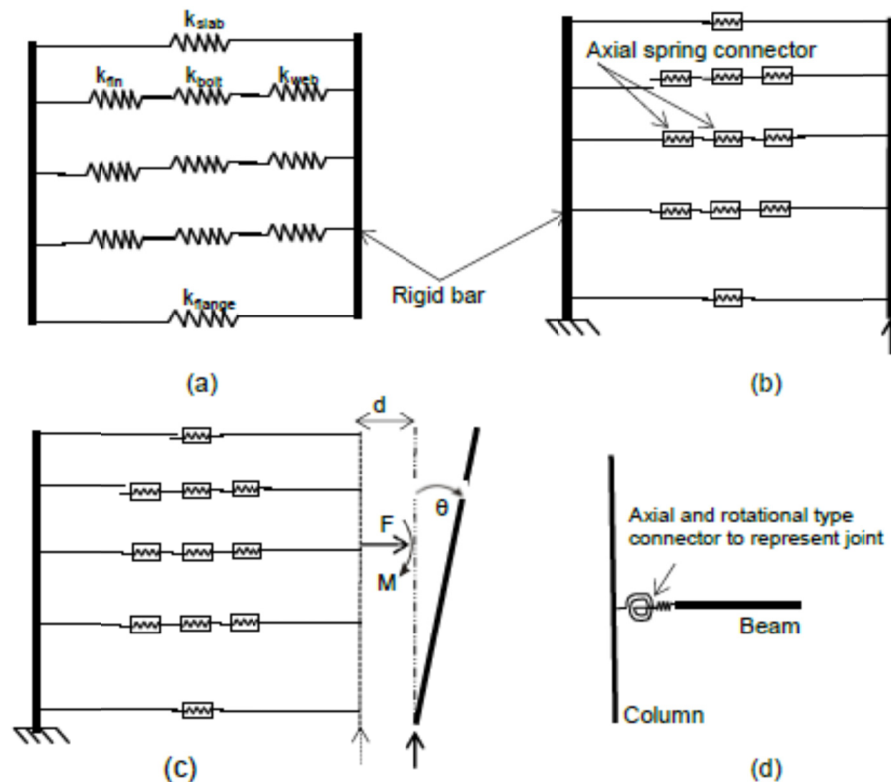 k_slab
k_fin k_bolt k_web
k_flange
Rigid bar
Axial spring connector
(a)
(b)
d
θ
F
M
Axial and rotational type
connector to represent joint
Beam
Column
(c)
(d)